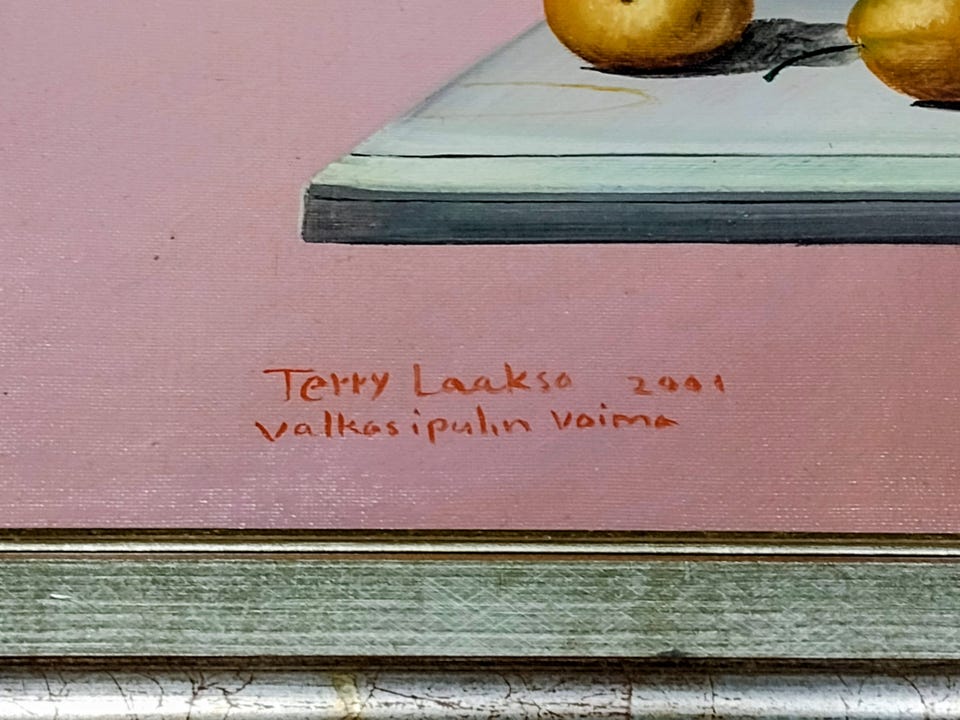 Terry Laakso 2001
Valkosipulin Voima